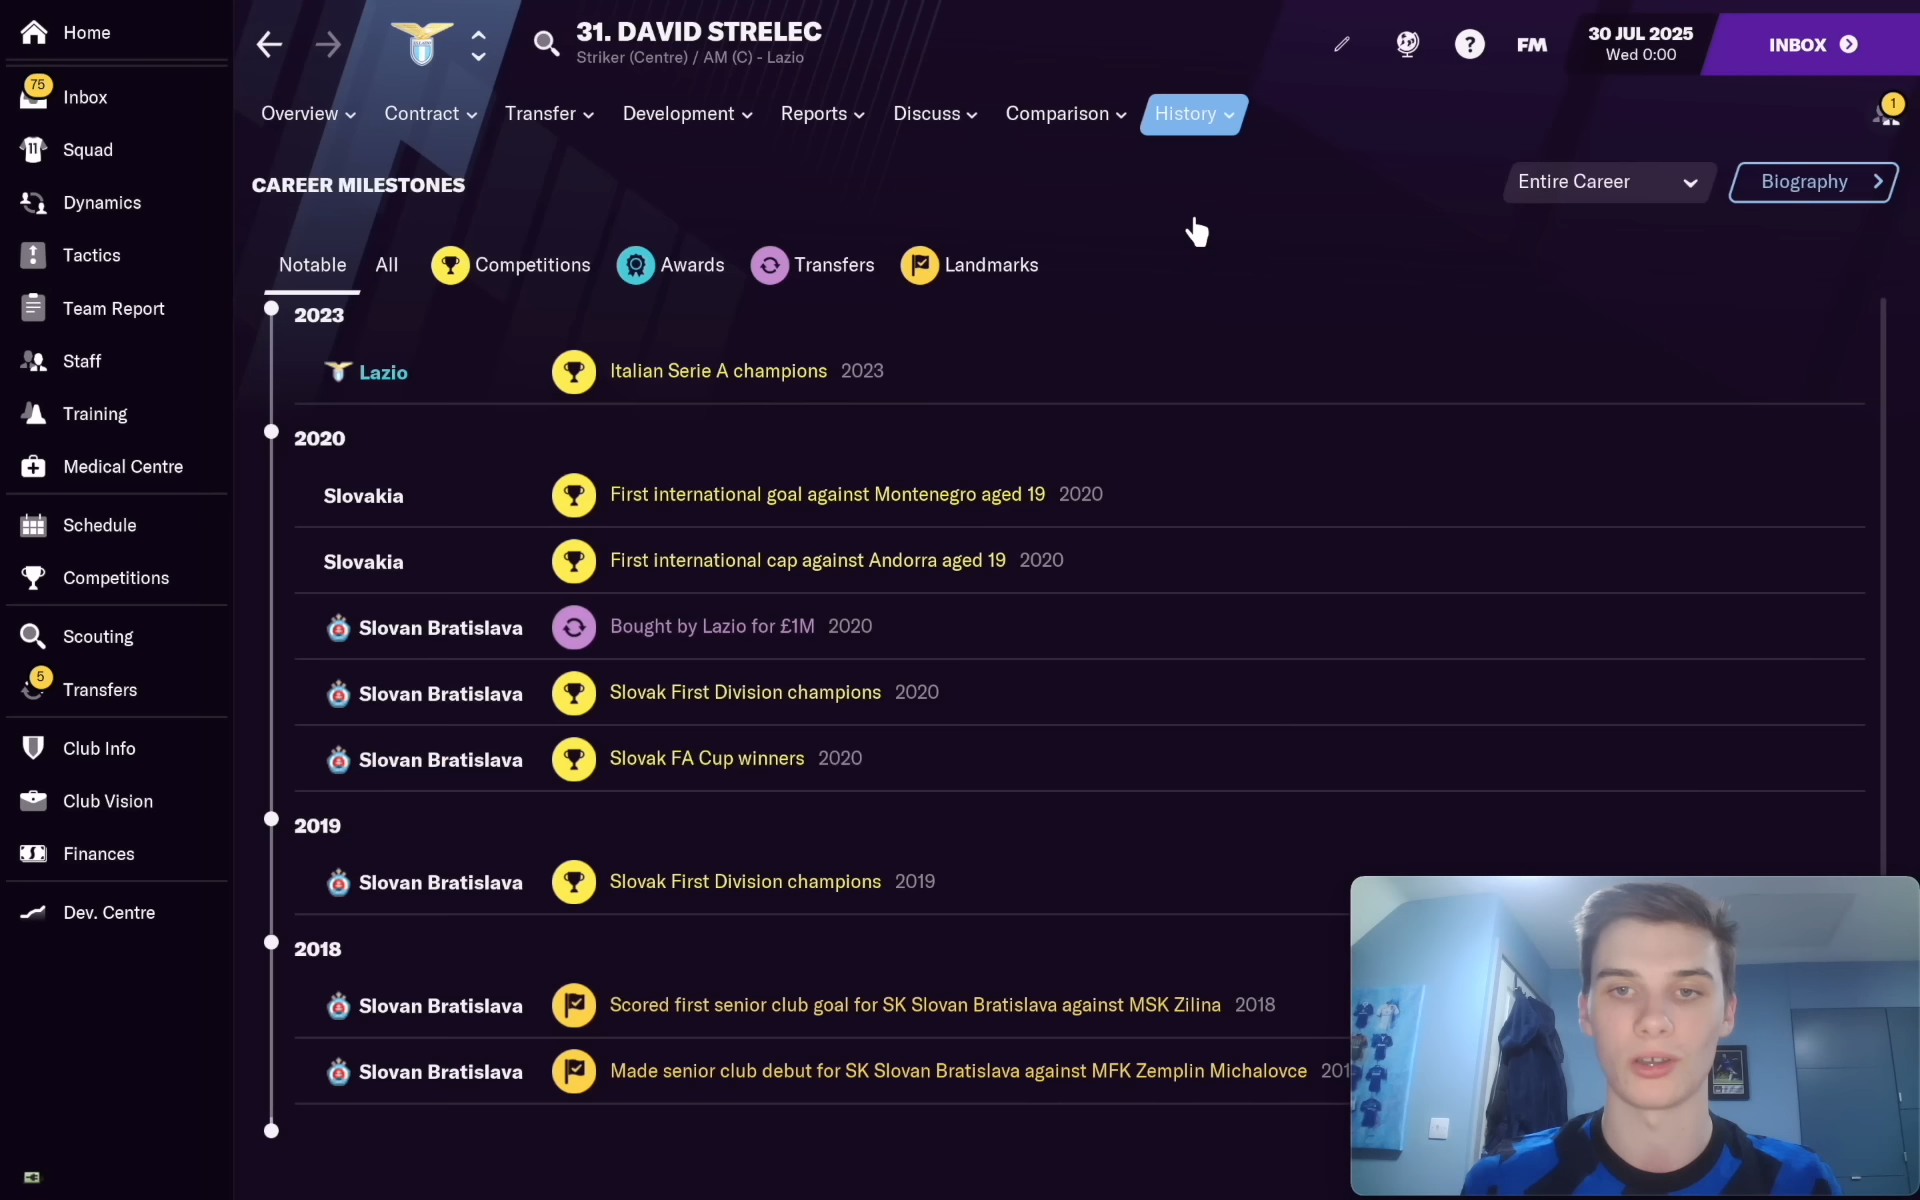 Home
75
Inbox
11
Squad
Dynamics
Tactics
Team Report
Staff
Training
Medical Centre
Schedule
Competitions
Scouting
5
Transfers
Club Info
Club Vision
Finances
Dev. Centre
31. DAVID STRELEC
Striker (Centre) / AM (C) - Lazio
?
FM
30 JUL 2025
Wed 0:00
INBOX
Overview
Contract
Transfer
Development
Reports
Discuss
Comparison
History
1
CAREER MILESTONES
Entire Career
Biography
Notable
All
Competitions
Awards
Transfers
Landmarks
2023
Lazio
Italian Serie A champions 2023
2020
Slovakia
First international goal against Montenegro aged 19 2020
Slovakia
First international cap against Andorra aged 19 2020
Slovan Bratislava
Bought by Lazio for £1M 2020
Slovan Bratislava
Slovak First Division champions 2020
Slovan Bratislava
Slovak FA Cup winners 2020
2019
Slovan Bratislava
Slovak First Division champions 2019
2018
Slovan Bratislava
Scored first senior club goal for SK Slovan Bratislava against MSK Zilina 2018
Slovan Bratislava
Made senior club debut for SK Slovan Bratislava against MFK Zemplin Michalovce 201